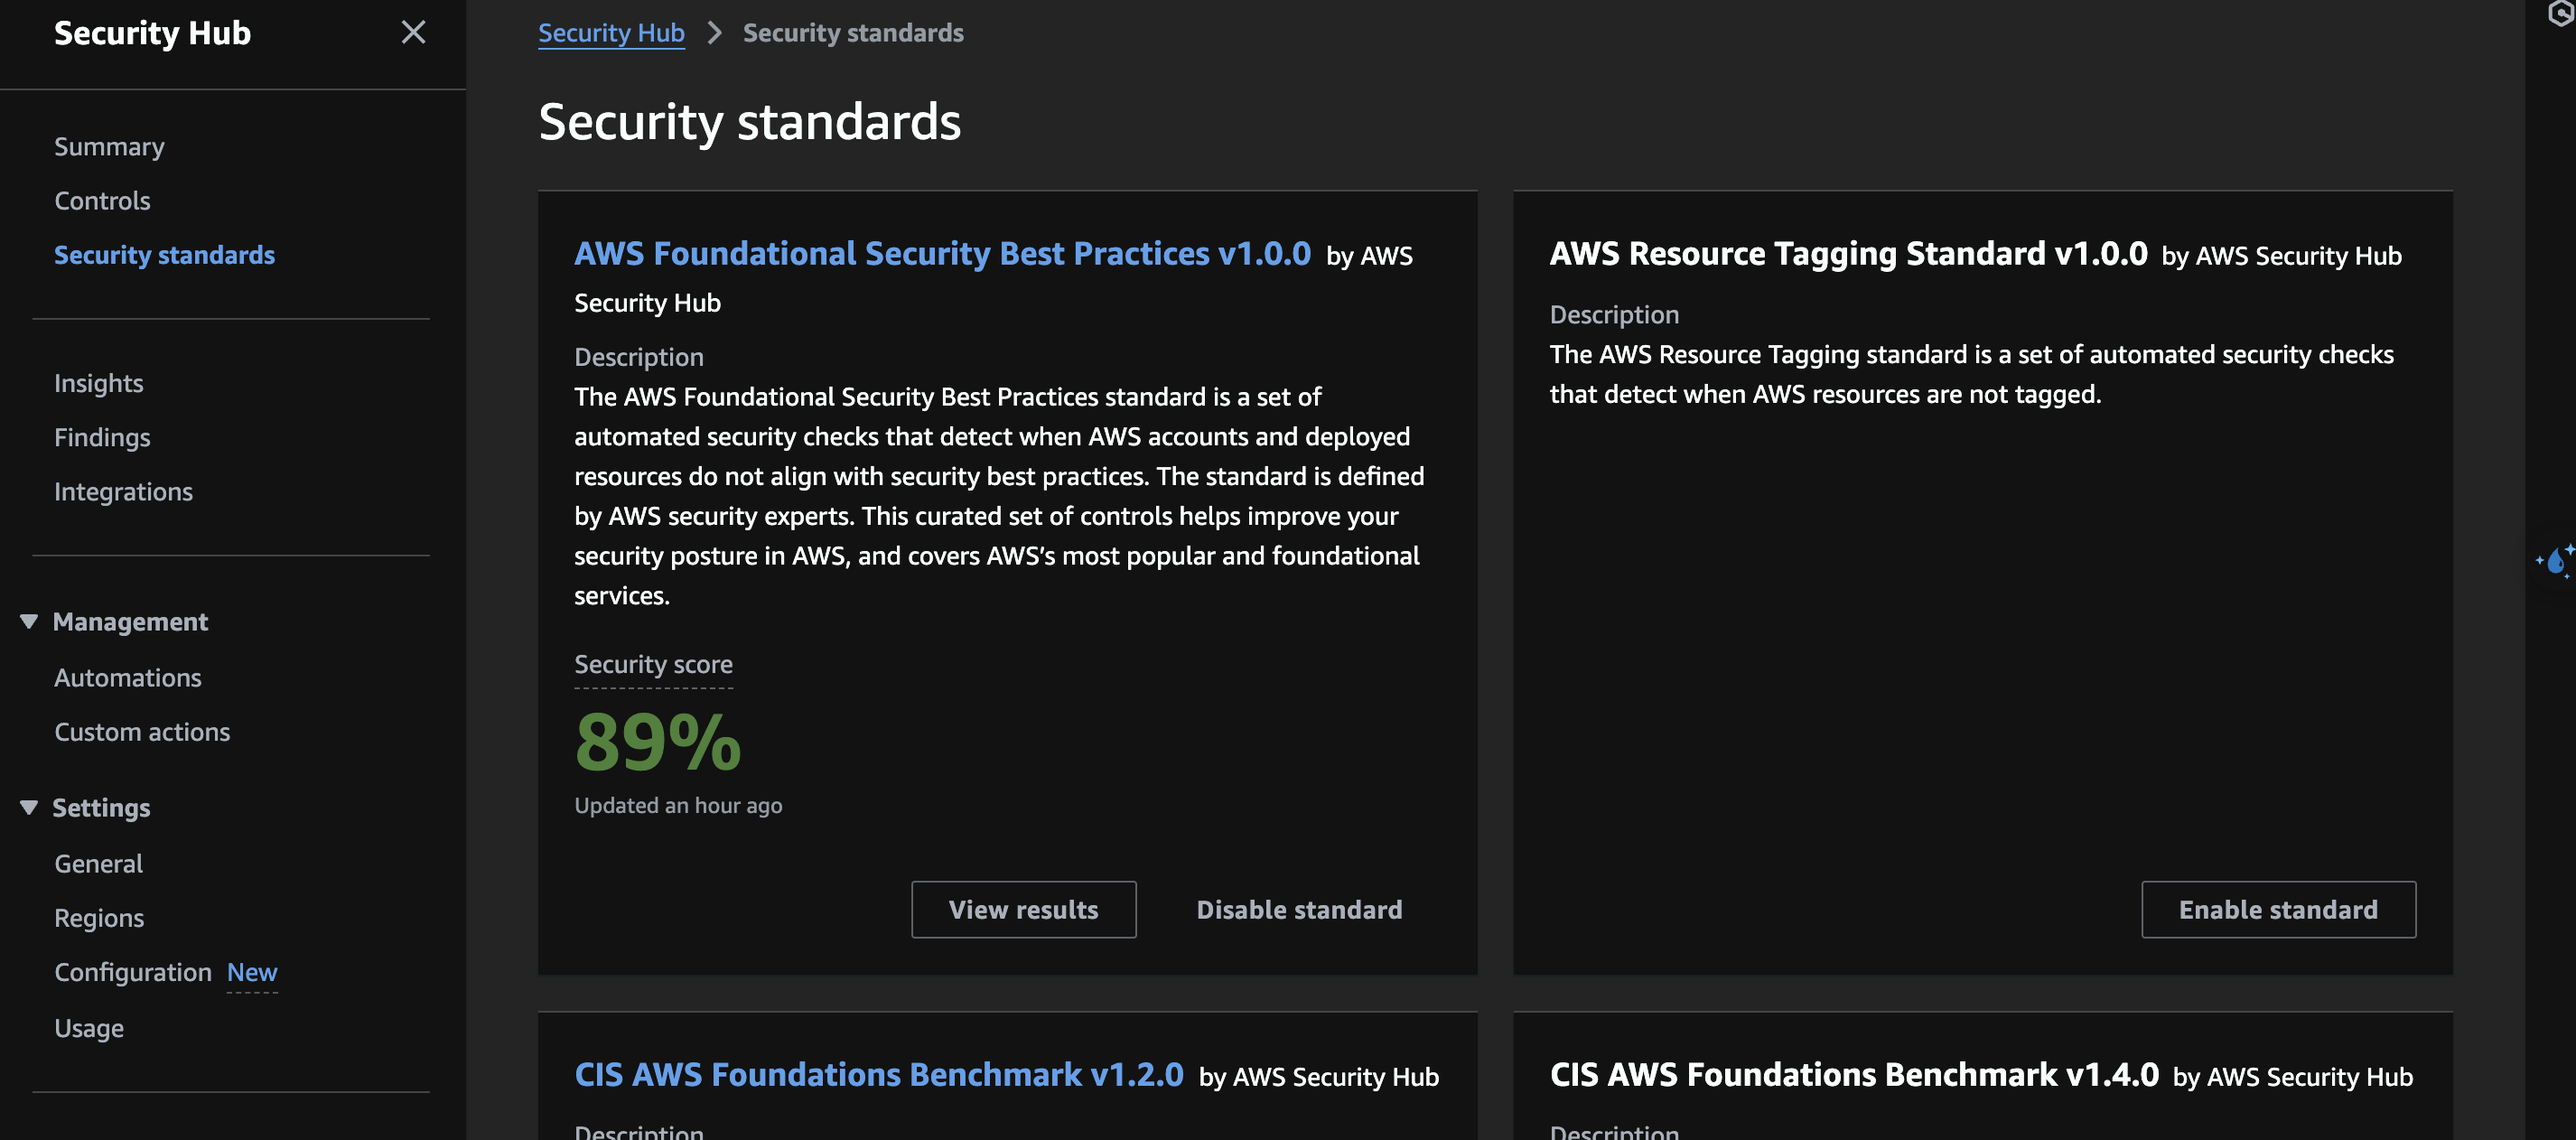 Security Hub
Summary
Controls
Security standards
Insights
Findings
Integrations
Management
Automations
Custom actions
Settings
General
Regions
Configuration New
Usage
Security Hub > Security standards
Security standards
AWS Foundational Security Best Practices v1.0.0 by AWS
Security Hub
Description
The AWS Foundational Security Best Practices standard is a set of
automated security checks that detect when AWS accounts and deployed
resources do not align with security best practices. The standard is defined
by AWS security experts. This curated set of controls helps improve your
security posture in AWS, and covers AWS’s most popular and foundational
services.
Security score
89%
Updated an hour ago
View results
Disable standard
AWS Resource Tagging Standard v1.0.0 by AWS Security Hub
Description
The AWS Resource Tagging standard is a set of automated security checks
that detect when AWS resources are not tagged.
Enable standard
CIS AWS Foundations Benchmark v1.2.0 by AWS Security Hub
Description
CIS AWS Foundations Benchmark v1.4.0 by AWS Security Hub
Description